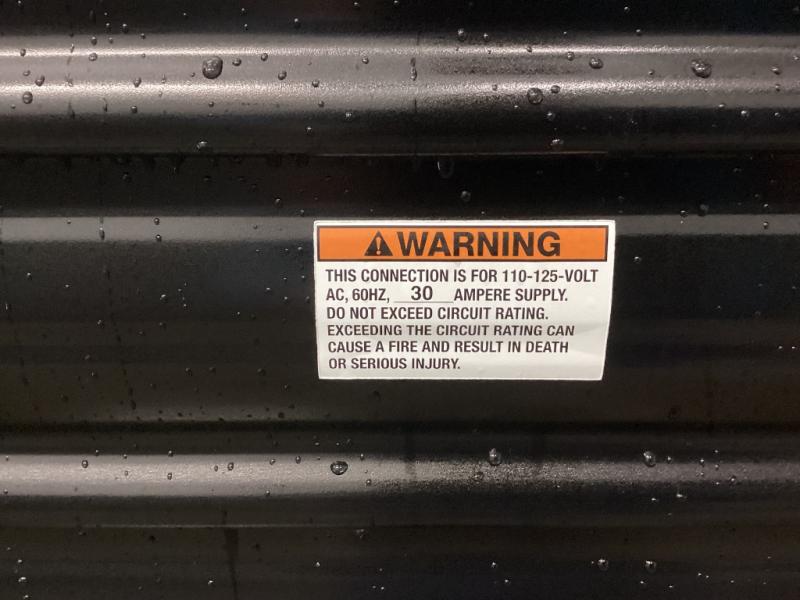 WARNING
THIS CONNECTION IS FOR 110-125-VOLT
AC, 60HZ, 30 AMPERE SUPPLY.
DO NOT EXCEED CIRCUIT RATING.
EXCEEDING THE CIRCUIT RATING CAN
CAUSE A FIRE AND RESULT IN DEATH
OR SERIOUS INJURY.